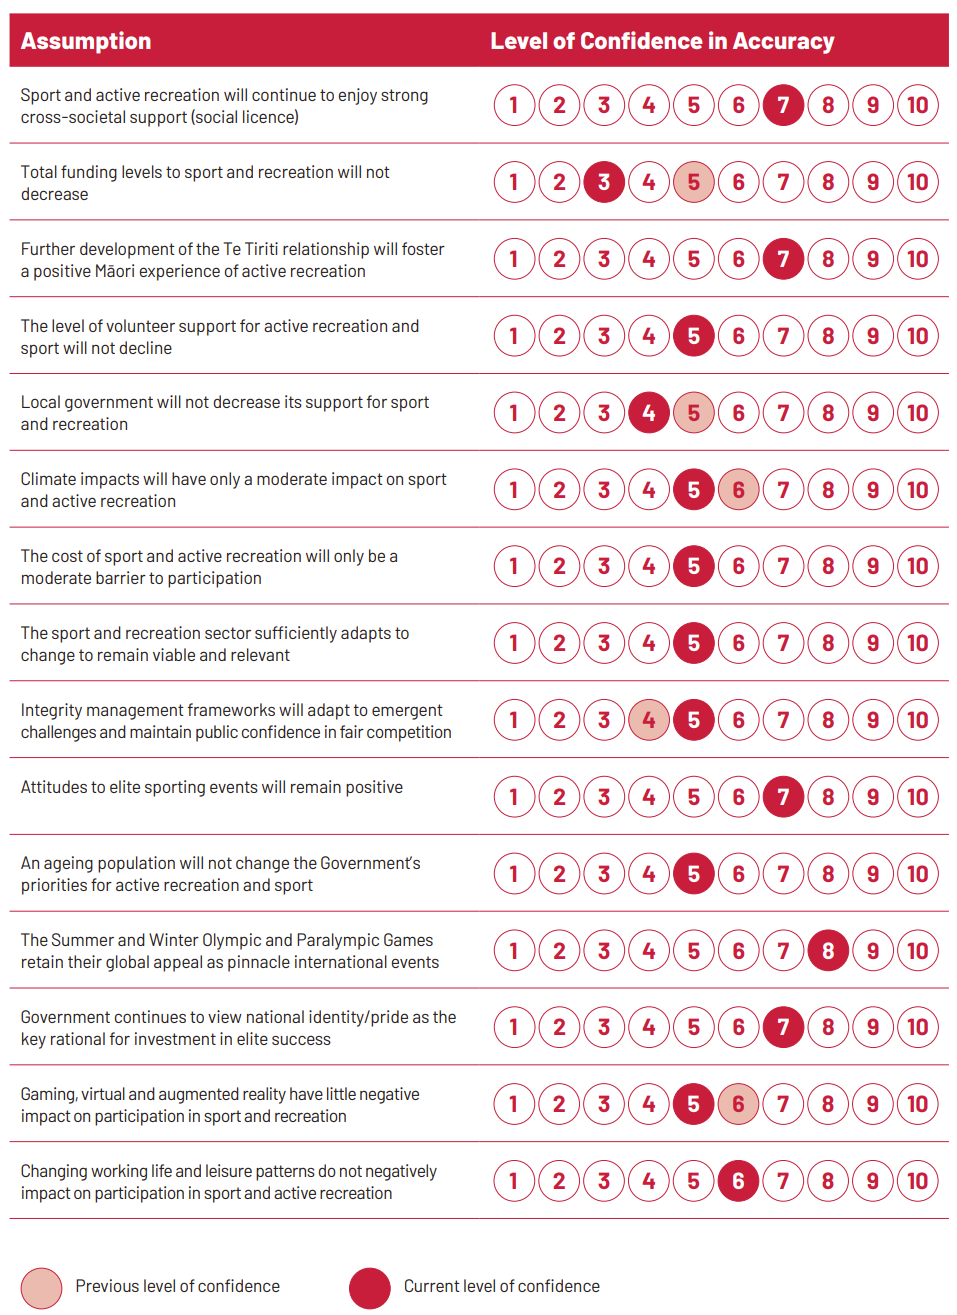 Assumption Level of Confidence in Accuracy
Sport and active recreation will continue to enjoy strong
cross-societal support (social licence)
1 2 3 4 5 6 7 8 9 10
Total funding levels to sport and recreation will not
decrease
1 2 3 4 5 6 7 8 9 10
Further development of the Te Tiriti relationship will foster
a positive Māori experience of active recreation
1 2 3 4 5 6 7 8 9 10
The level of volunteer support for active recreation and
sport will not decline
1 2 3 4 5 6 7 8 9 10
Local government will not decrease its support for sport
and recreation
1 2 3 4 5 6 7 8 9 10
Climate impacts will have only a moderate impact on sport
and active recreation
1 2 3 4 5 6 7 8 9 10
The cost of sport and active recreation will only be a
moderate barrier to participation
1 2 3 4 5 6 7 8 9 10
The sport and recreation sector sufficiently adapts to
change to remain viable and relevant
1 2 3 4 5 6 7 8 9 10
Integrity management frameworks will adapt to emergent
challenges and maintain public confidence in fair competition
1 2 3 4 5 6 7 8 9 10
Attitudes to elite sporting events will remain positive
1 2 3 4 5 6 7 8 9 10
An ageing population will not change the Government's
priorities for active recreation and sport
1 2 3 4 5 6 7 8 9 10
The Summer and Winter Olympic and Paralympic Games
retain their global appeal as pinnacle international events
1 2 3 4 5 6 7 8 9 10
Government continues to view national identity/pride as the
key rational for investment in elite success
1 2 3 4 5 6 7 8 9 10
Gaming, virtual and augmented reality have little negative
impact on participation in sport and recreation
1 2 3 4 5 6 7 8 9 10
Changing working life and leisure patterns do not negatively
impact on participation in sport and active recreation
1 2 3 4 5 6 7 8 9 10
Previous level of confidence Current level of confidence